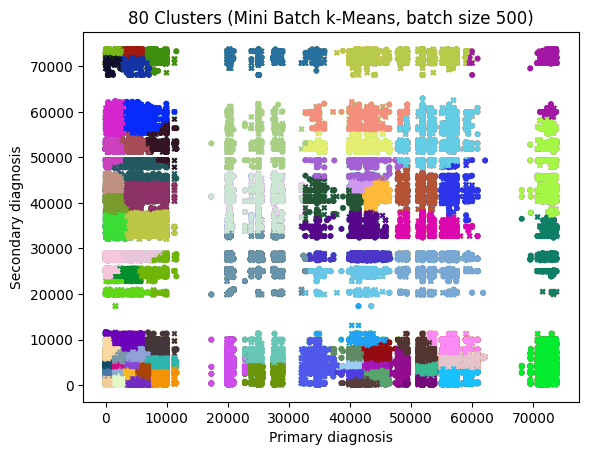 80 Clusters (Mini Batch k-Means, batch size 500)
70000
60000
50000
40000
30000
20000
10000
0
Secondary diagnosis
0 10000 20000 30000 40000 50000 60000 70000
Primary diagnosis